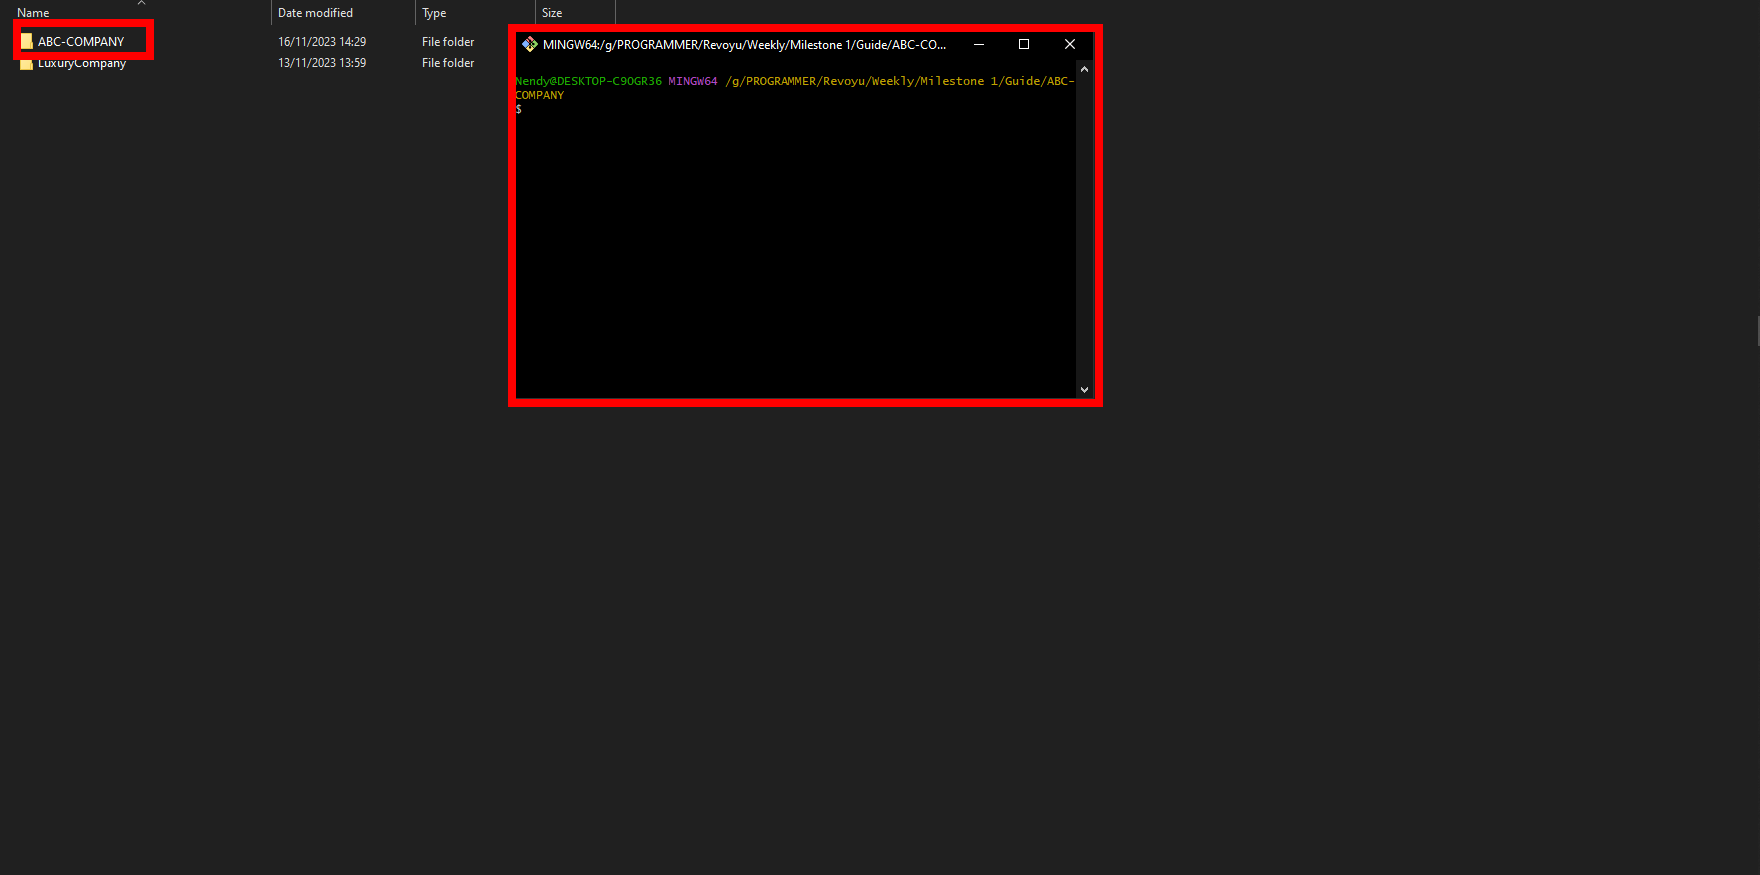 Name Date modified Type Size
ABC-COMPANY 16/11/2023 14:29 File folder
LuxuryCompany 13/11/2023 13:59 File folder
MINGW64:/g/PROGRAMMER/Revoyu/Weekly/Milestone 1/Guide/ABC-CO...
Nendy@DESKTOP-C9OGR36 MINGW64 /g/PROGRAMMER/Revoyu/Weekly/Milestone 1/Guide/ABC-
COMPANY
$